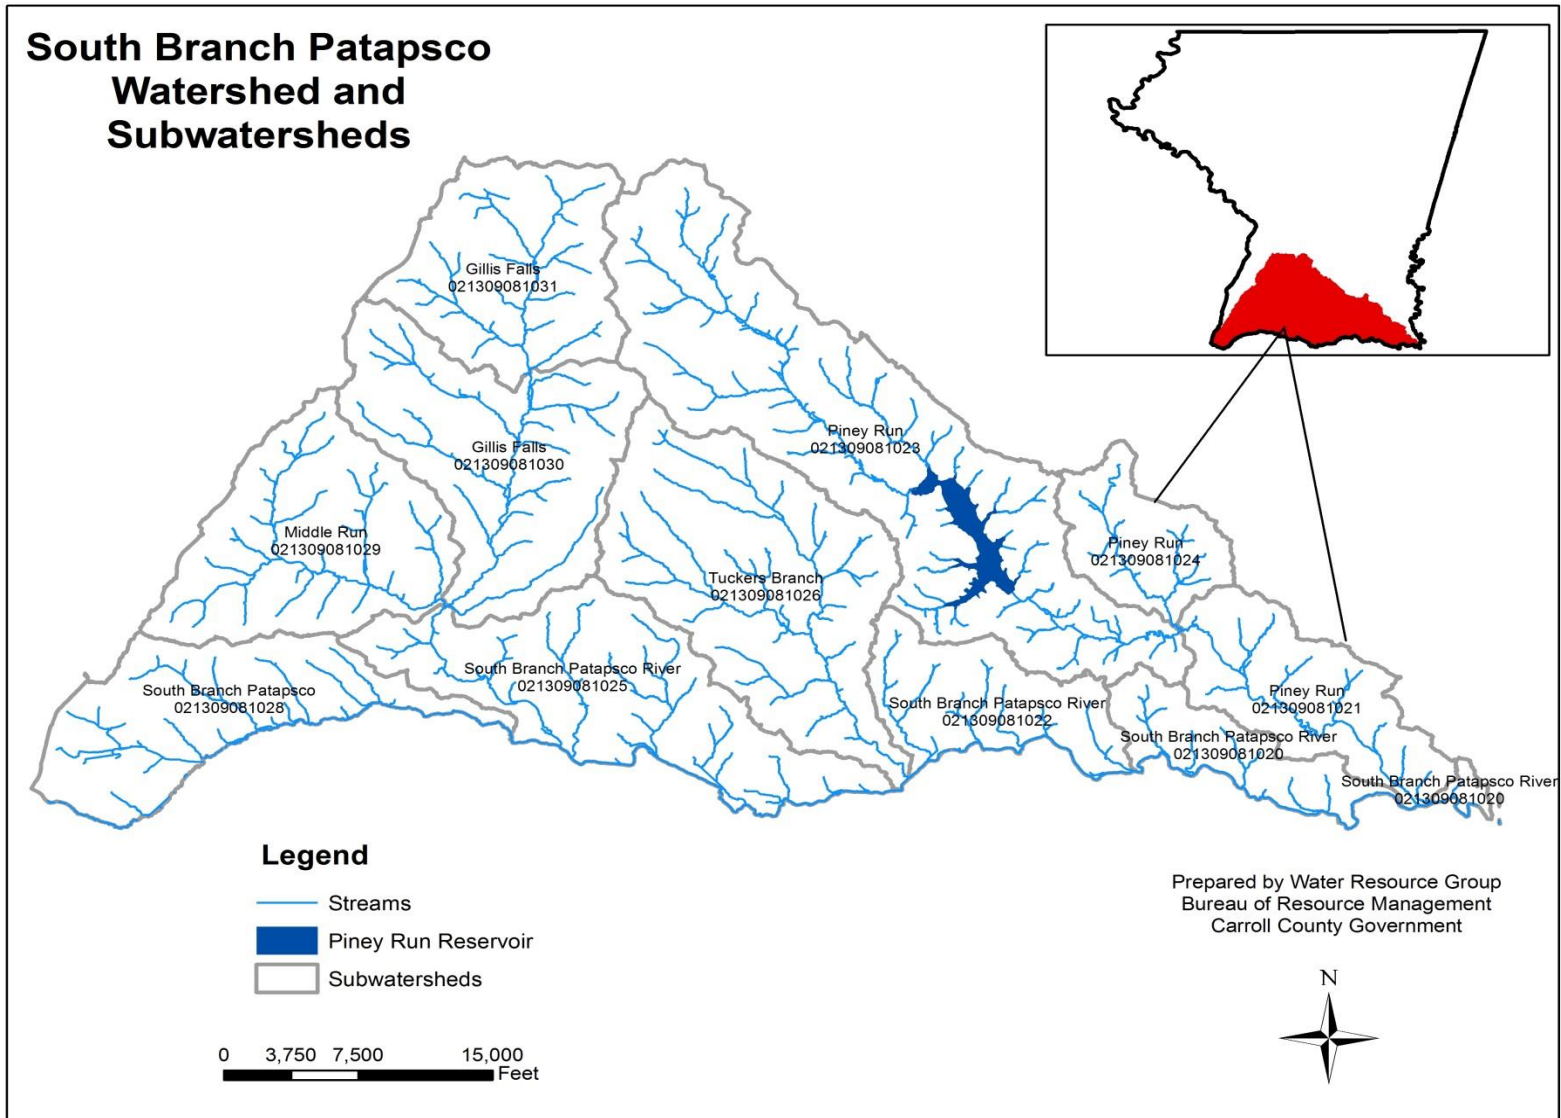 South Branch Patapsco
Watershed and
Subwatersheds
Gillis Falls
021309081031
Piney Run
021309081023
Gillis Falls
021309081030
Middle Run
021309081029
Piney Run
021309081024
Tuckers Branch
021309081026
South Branch Patapsco River
021309081025
South Branch Patapsco
021309081028
South Branch Patapsco River
021309081022
Piney Run
021309081021
South Branch Patapsco River
021309081020
South Branch Patapsco River
021309081020
Legend
Streams
Piney Run Reservoir
Subwatersheds
0 3,750 7,500 15,000
Feet
Prepared by Water Resource Group
Bureau of Resource Management
Carroll County Government
N